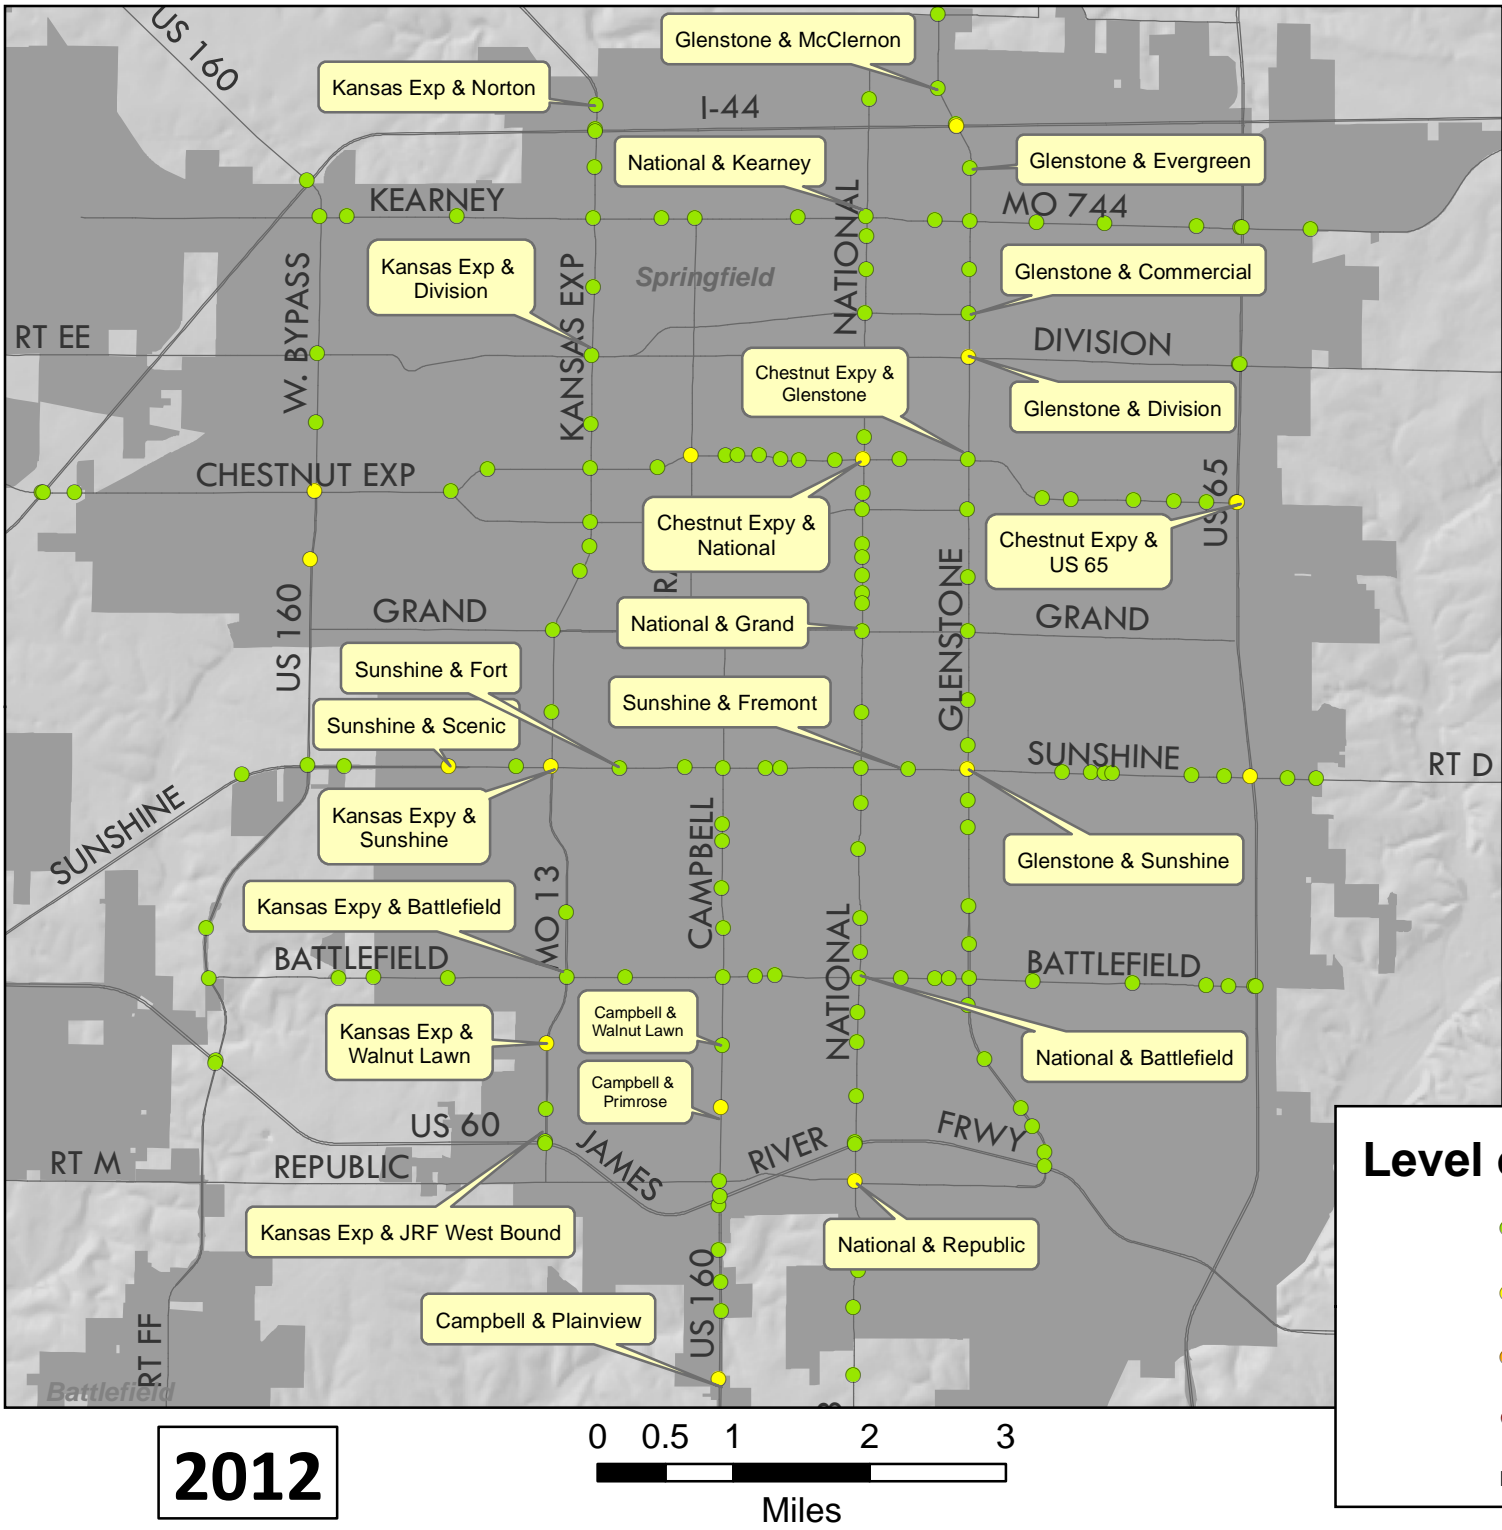 US 160
Glenstone & McClernon
Kansas Exp & Norton
I-44
National & Kearney
Glenstone & Evergreen
KEARNEY
MO 744
NATIONAL
Kansas Exp &
Division
Springfield
Glenstone & Commercial
W. BYPASS
KANSAS EXP
RT EE
DIVISION
Chestnut Expy &
Glenstone
Glenstone & Division
CHESTNUT EXP
US 65
Chestnut Expy &
National
Chestnut Expy &
US 65
GLENSTONE
US 160
GRAND
National & Grand
GRAND
Sunshine & Fort
Sunshine & Fremont
Sunshine & Scenic
SUNSHINE
RT D
SUNSHINE
Kansas Expy &
Sunshine
CAMPBELL
Glenstone & Sunshine
MO 13
Kansas Expy & Battlefield
NATIONAL
BATTLEFIELD
BATTLEFIELD
Kansas Exp &
Walnut Lawn
Campbell &
Walnut Lawn
National & Battlefield
Campbell &
Primrose
US 60
JAMES
RIVER
FRWY
RT M
REPUBLIC
Level
Kansas Exp & JRF West Bound
National & Republic
US 160
Campbell & Plainview
RT FF
Battlefield
2012
0 0.5 1 2 3
Miles